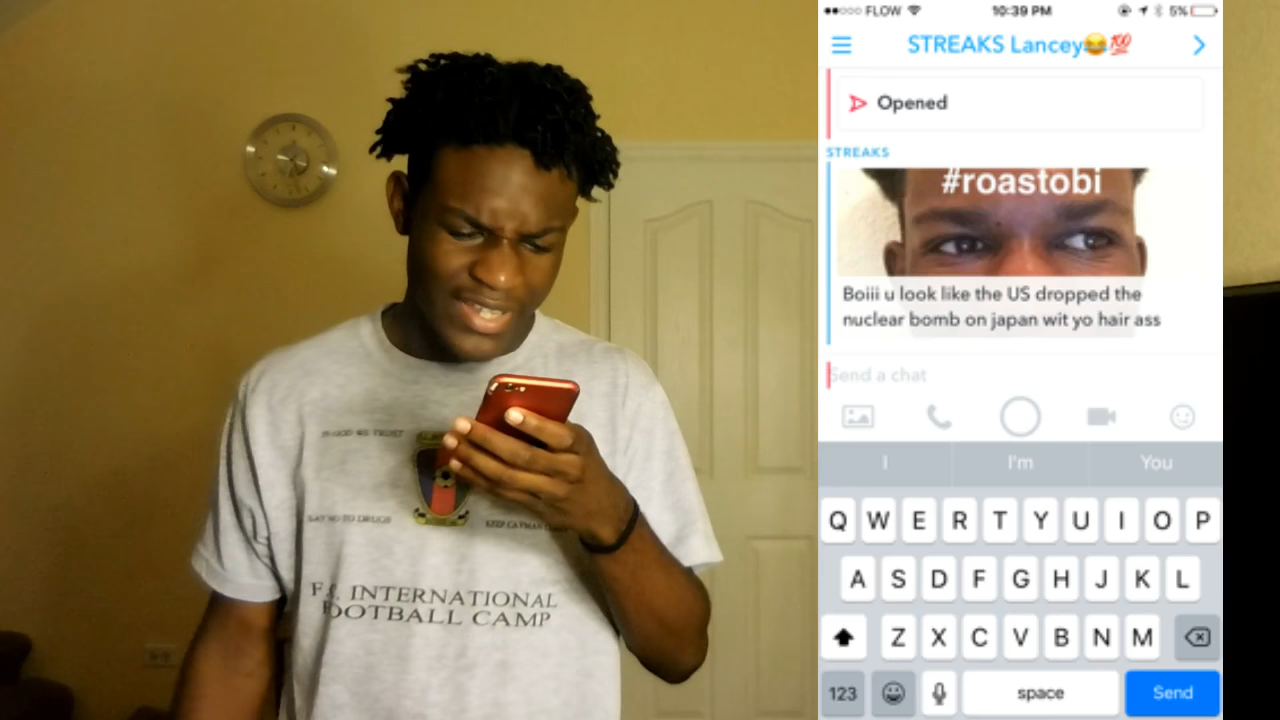 FLOW
10:39 PM
5%
STREAKS Lancey😂💯
Opened
STREAKS
#roastobi
Boiii u look like the US dropped the
nuclear bomb on japan wit yo hair ass
Send a chat
I I'm You
Q W E R T Y U I O P
A S D F G H J K L
Z X C V B N M
123 space Send
IN GOD WE TRUST
SAY NO TO DRUGS
KEEP CAYMAN
INTERNATIONAL
FOOTBALL CAMP